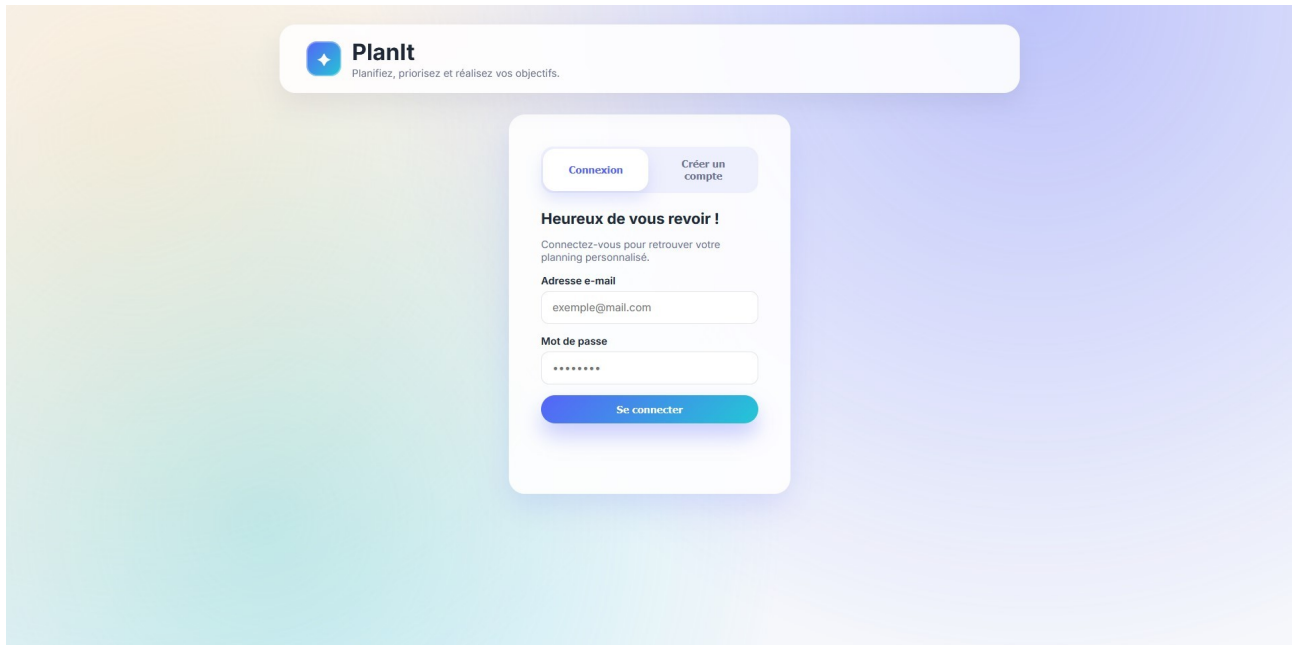 PlanIt
Planifiez, priorisez et réalisez vos objectifs.
Connexion
Créer un
compte
Heureux de vous revoir !
Connectez-vous pour retrouver votre
planning personnalisé.
Adresse e-mail
exemple@mail.com
Mot de passe
••••••••
Se connecter